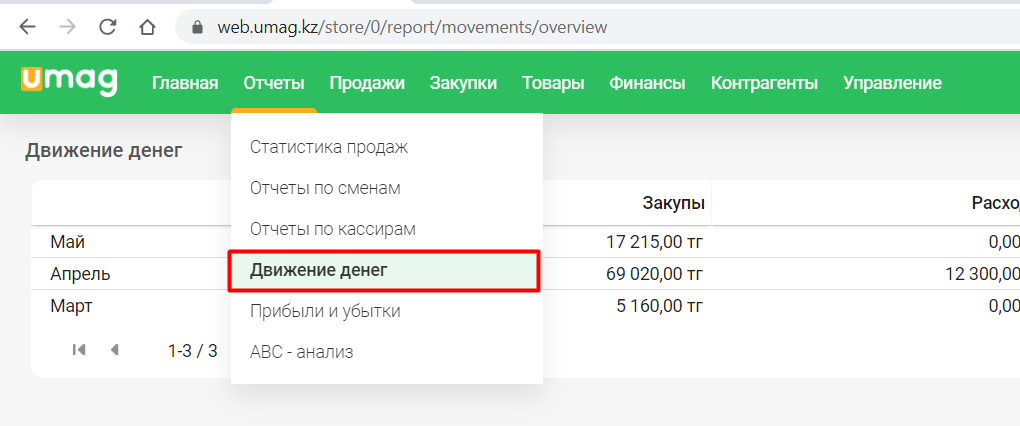 web.umag.kz/store/0/report/movements/overview
umag Главная Отчеты Продажи Закупки Товары Финансы Контрагенты Управление
Движение денег
Статистика продаж
Отчеты по сменам
Отчеты по кассирам
Движение денег
Прибыли и убытки
ABC - анализ
Закупы
Май 17 215,00 тг 0,00
Апрель 69 020,00 тг 12 300,00
Март 5 160,00 тг 0,00
1-3 / 3